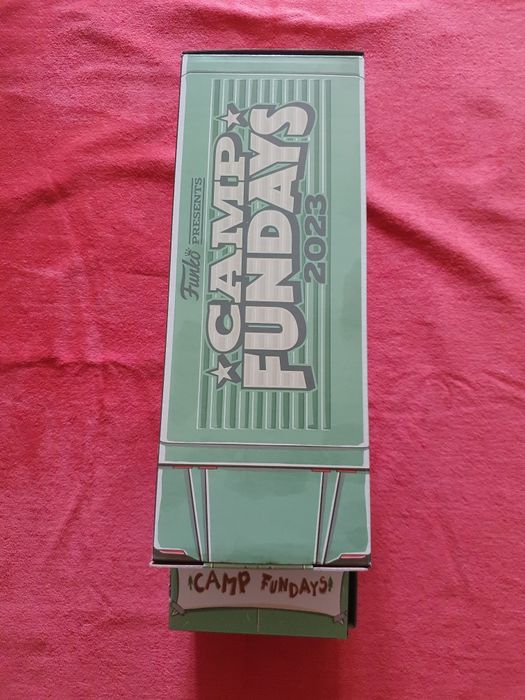 Funko PRESENTS
CAMP
FUNDAYS
2023
CAMP FUNDAYS